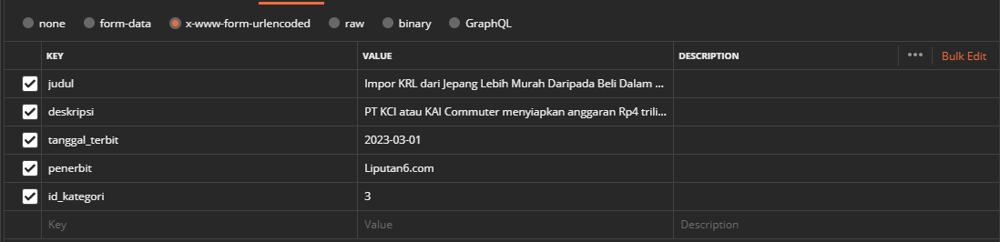 none form-data x-www-form-urlencoded raw binary GraphQL
KEY VALUE DESCRIPTION ••• Bulk Edit
judul Impor KRL dari Jepang Lebih Murah Daripada Beli Dalam ...
deskripsi PT KCI atau KAI Commuter menyiapkan anggaran Rp4 trili...
tanggal_terbit 2023-03-01
penerbit Liputan6.com
id_kategori 3
Key Value Description